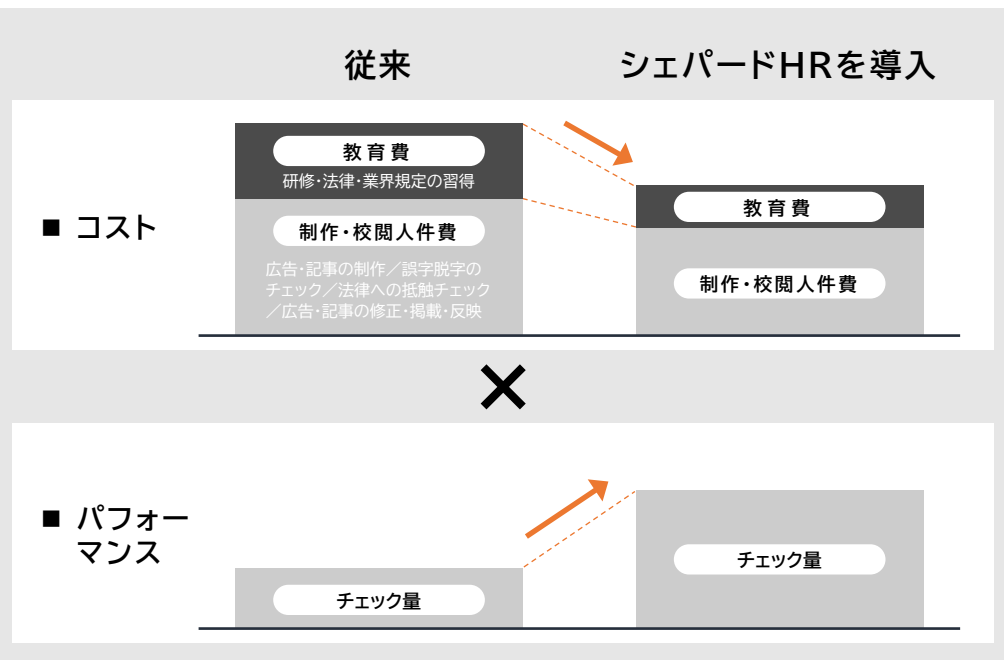 従来
シェパードHRを導入
■ コスト
教育費
研修・法律・業界規定の習得
制作・校閲人件費
広告・記事の制作／誤字脱字の
チェック／法律への抵触チェック
／広告・記事の修正・掲載・反映
教育費
制作・校閲人件費
×
■ パフォー
マンス
チェック量
チェック量